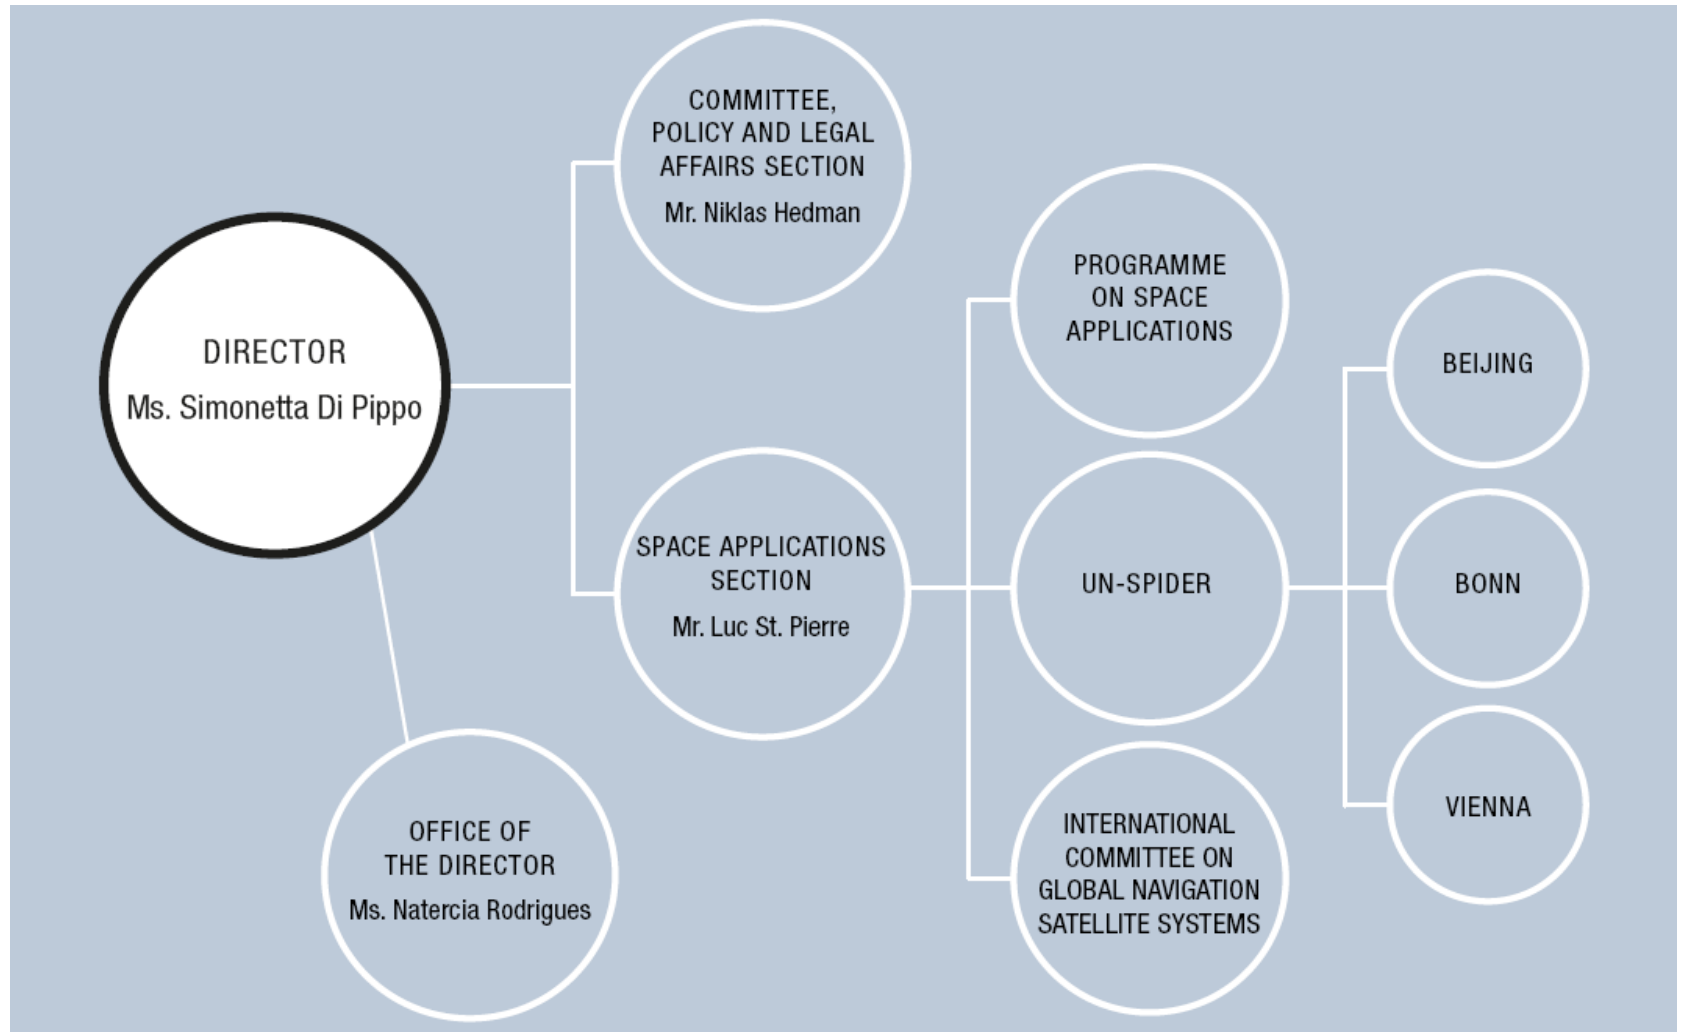 DIRECTOR
Ms. Simonetta Di Pippo
OFFICE OF
THE DIRECTOR
Ms. Natercia Rodrigues
COMMITTEE,
POLICY AND LEGAL
AFFAIRS SECTION
Mr. Niklas Hedman
SPACE APPLICATIONS
SECTION
Mr. Luc St. Pierre
PROGRAMME
ON SPACE
APPLICATIONS
UN-SPIDER
INTERNATIONAL
COMMITTEE ON
GLOBAL NAVIGATION
SATELLITE SYSTEMS
BEIJING
BONN
VIENNA